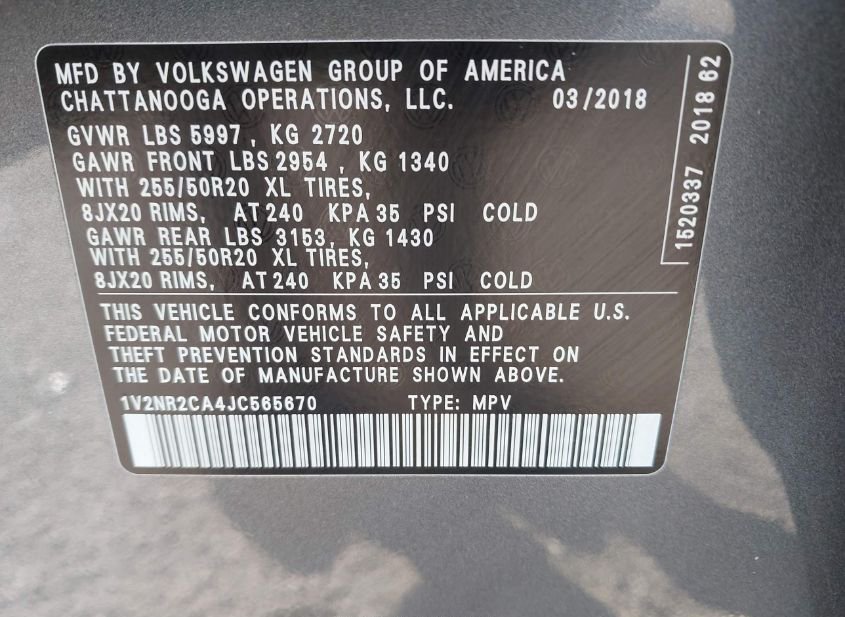 MFD BY VOLKSWAGEN GROUP OF AMERICA
CHATTANOOGA OPERATIONS, LLC. 03/2018
GVWR LBS 5997 , KG 2720
GAWR FRONT LBS 2954 , KG 1340
WITH 255/50R20 XL TIRES,
8JX20 RIMS, AT 240 KPA 35 PSI COLD
GAWR REAR LBS 3153, KG 1430
WITH 255/50R20 XL TIRES,
8JX20 RIMS, AT 240 KPA 35 PSI COLD
THIS VEHICLE CONFORMS TO ALL APPLICABLE U.S.
FEDERAL MOTOR VEHICLE SAFETY AND
THEFT PREVENTION STANDARDS IN EFFECT ON
THE DATE OF MANUFACTURE SHOWN ABOVE.
1V2NR2CA4JC565670 TYPE: MPV
1520337 2018 62